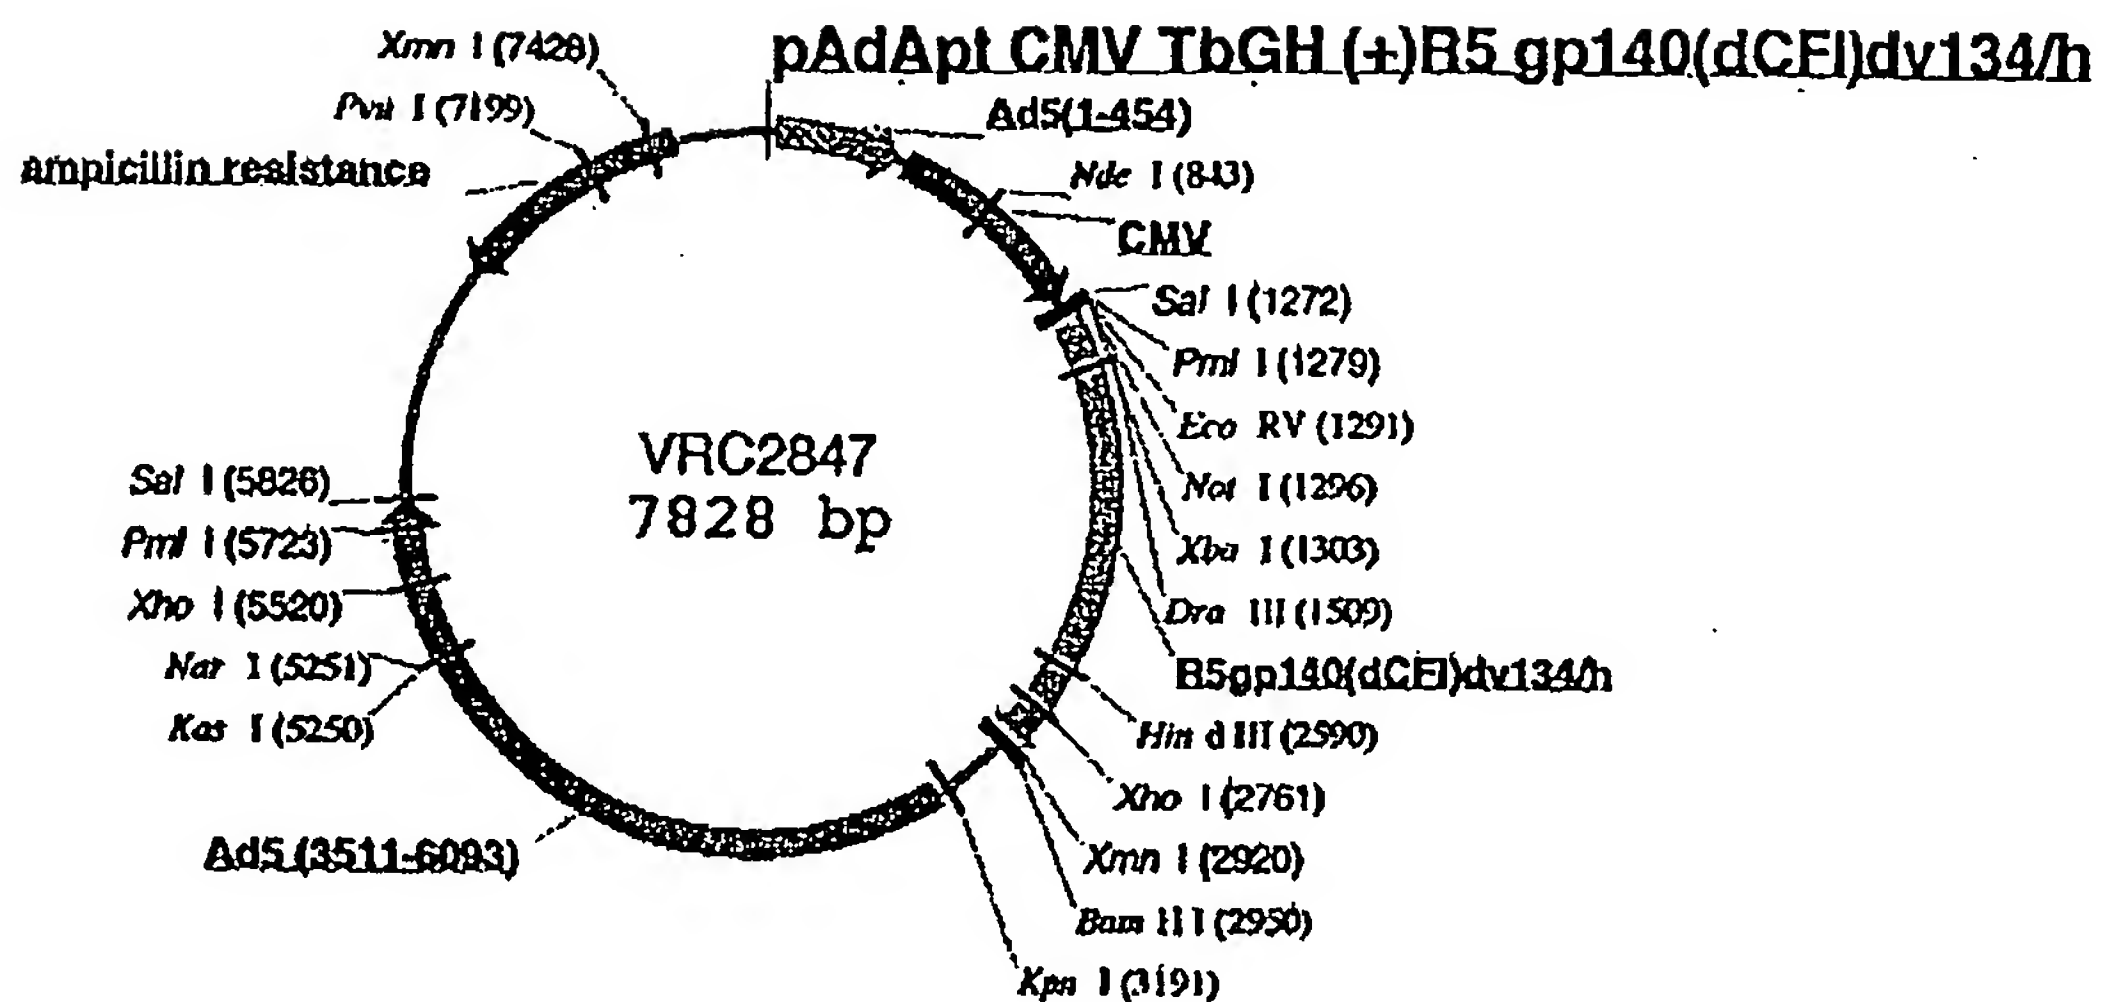 pAdApt CMV TbGH (+)R5 gp140(dCFI)dv134/h
Xmn I (7428)
Pvu I (7199)
ampicillin resistance
Ad5(1-454)
Nde I (843)
CMV
Sal I (1272)
Pml I (1279)
Eco RV (1291)
Not I (1296)
Xba I (1303)
Dra III (1509)
R5gp140(dCFI)dv134/h
Hin d III (2590)
Xho I (2761)
Xmn I (2920)
Bam HI (2950)
Kpn I (3191)
VRC2847
7828 bp
Sal I (5826)
Pml I (5723)
Xho I (5520)
Nar I (5251)
Kas I (5250)
Ad5 (3511-6093)